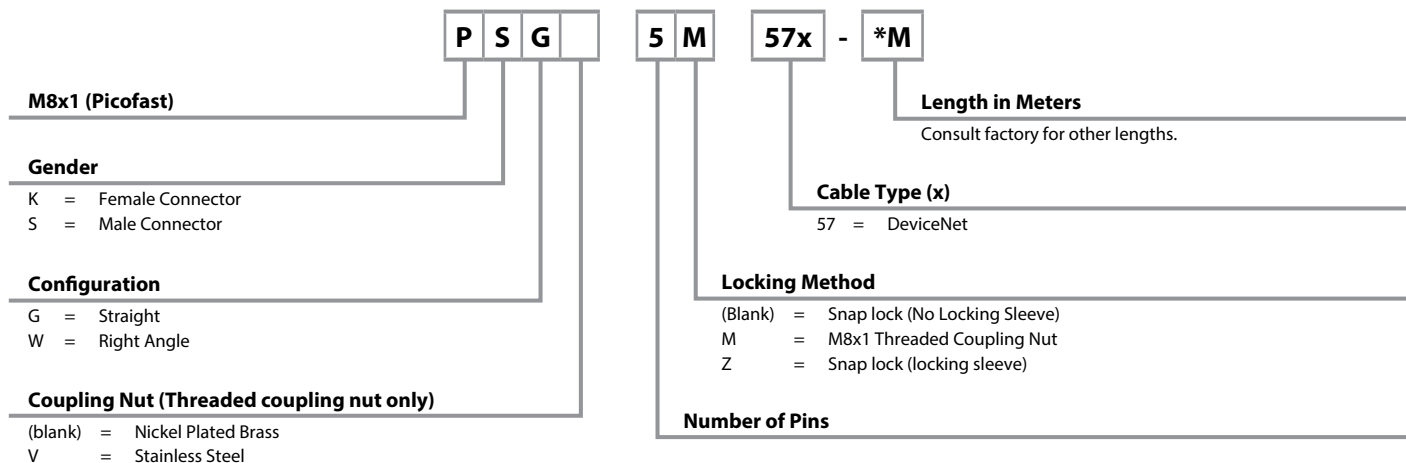 P S G 5 M 57x - *M
M8x1 (Picofast)
Gender
K = Female Connector
S = Male Connector
Configuration
G = Straight
W = Right Angle
Coupling Nut (Threaded coupling nut only)
(blank) = Nickel Plated Brass
V = Stainless Steel
Length in Meters
Consult factory for other lengths.
Cable Type (x)
57 = DeviceNet
Locking Method
(Blank) = Snap lock (No Locking Sleeve)
M = M8x1 Threaded Coupling Nut
Z = Snap lock (locking sleeve)
Number of Pins